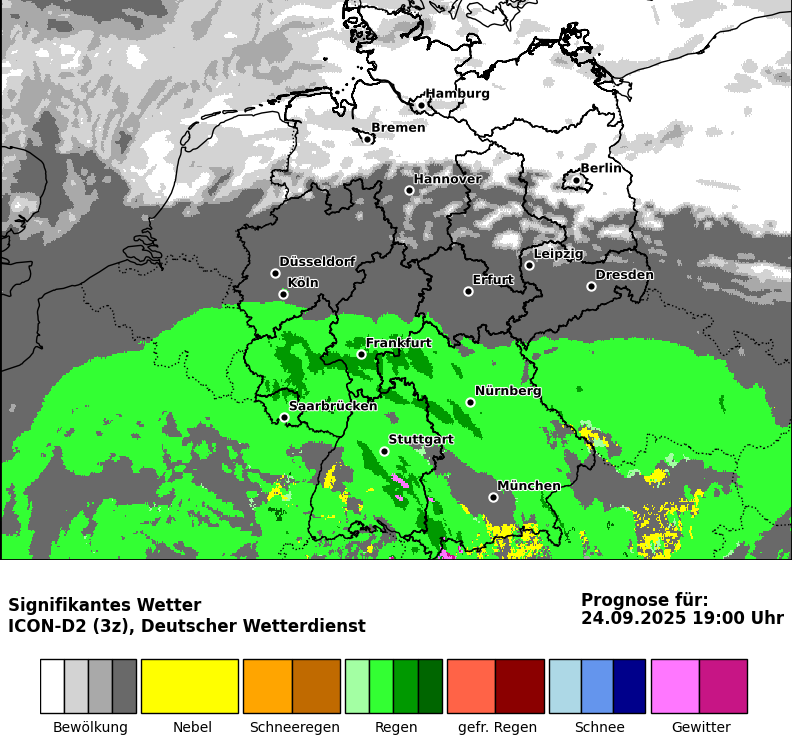 Hamburg
Bremen
Berlin
Hannover
Leipzig
Düsseldorf
Dresden
Köln
Erfurt
Frankfurt
Nürnberg
Saarbrücken
Stuttgart
München
Signifikantes Wetter
ICON-D2 (3z), Deutscher Wetterdienst
Prognose für:
24.09.2025 19:00 Uhr
Bewölkung
Nebel
Schneeregen
Regen
gefr. Regen
Schnee
Gewitter